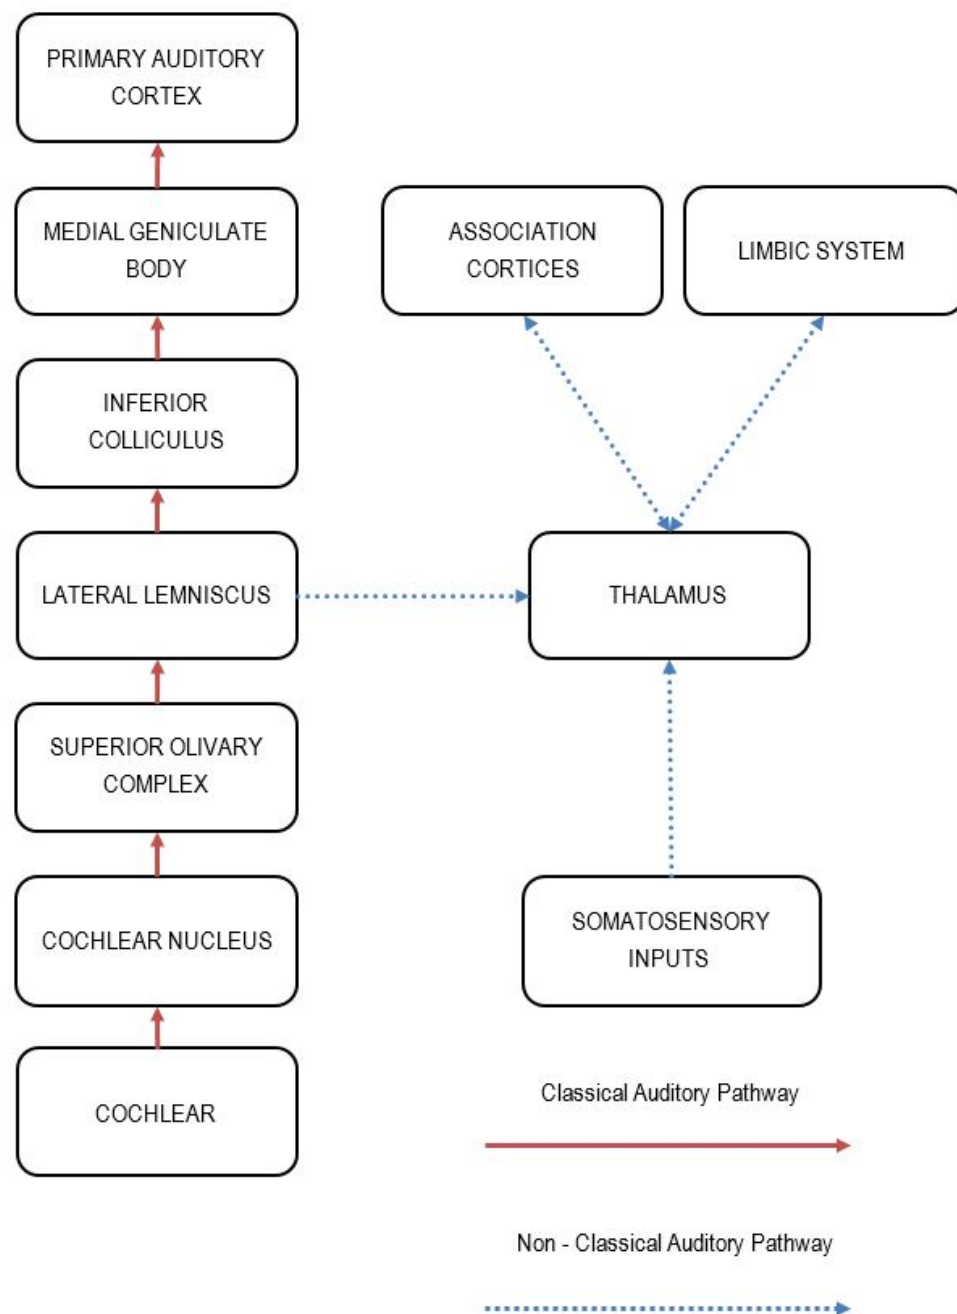 PRIMARY AUDITORY
CORTEX
MEDIAL GENICULATE
BODY
ASSOCIATION
CORTICES
LIMBIC SYSTEM
INFERIOR
COLLICULUS
LATERAL LEMNISCUS
THALAMUS
SUPERIOR OLIVARY
COMPLEX
COCHLEAR NUCLEUS
SOMATOSENSORY
INPUTS
COCHLEAR
Classical Auditory Pathway
Non - Classical Auditory Pathway